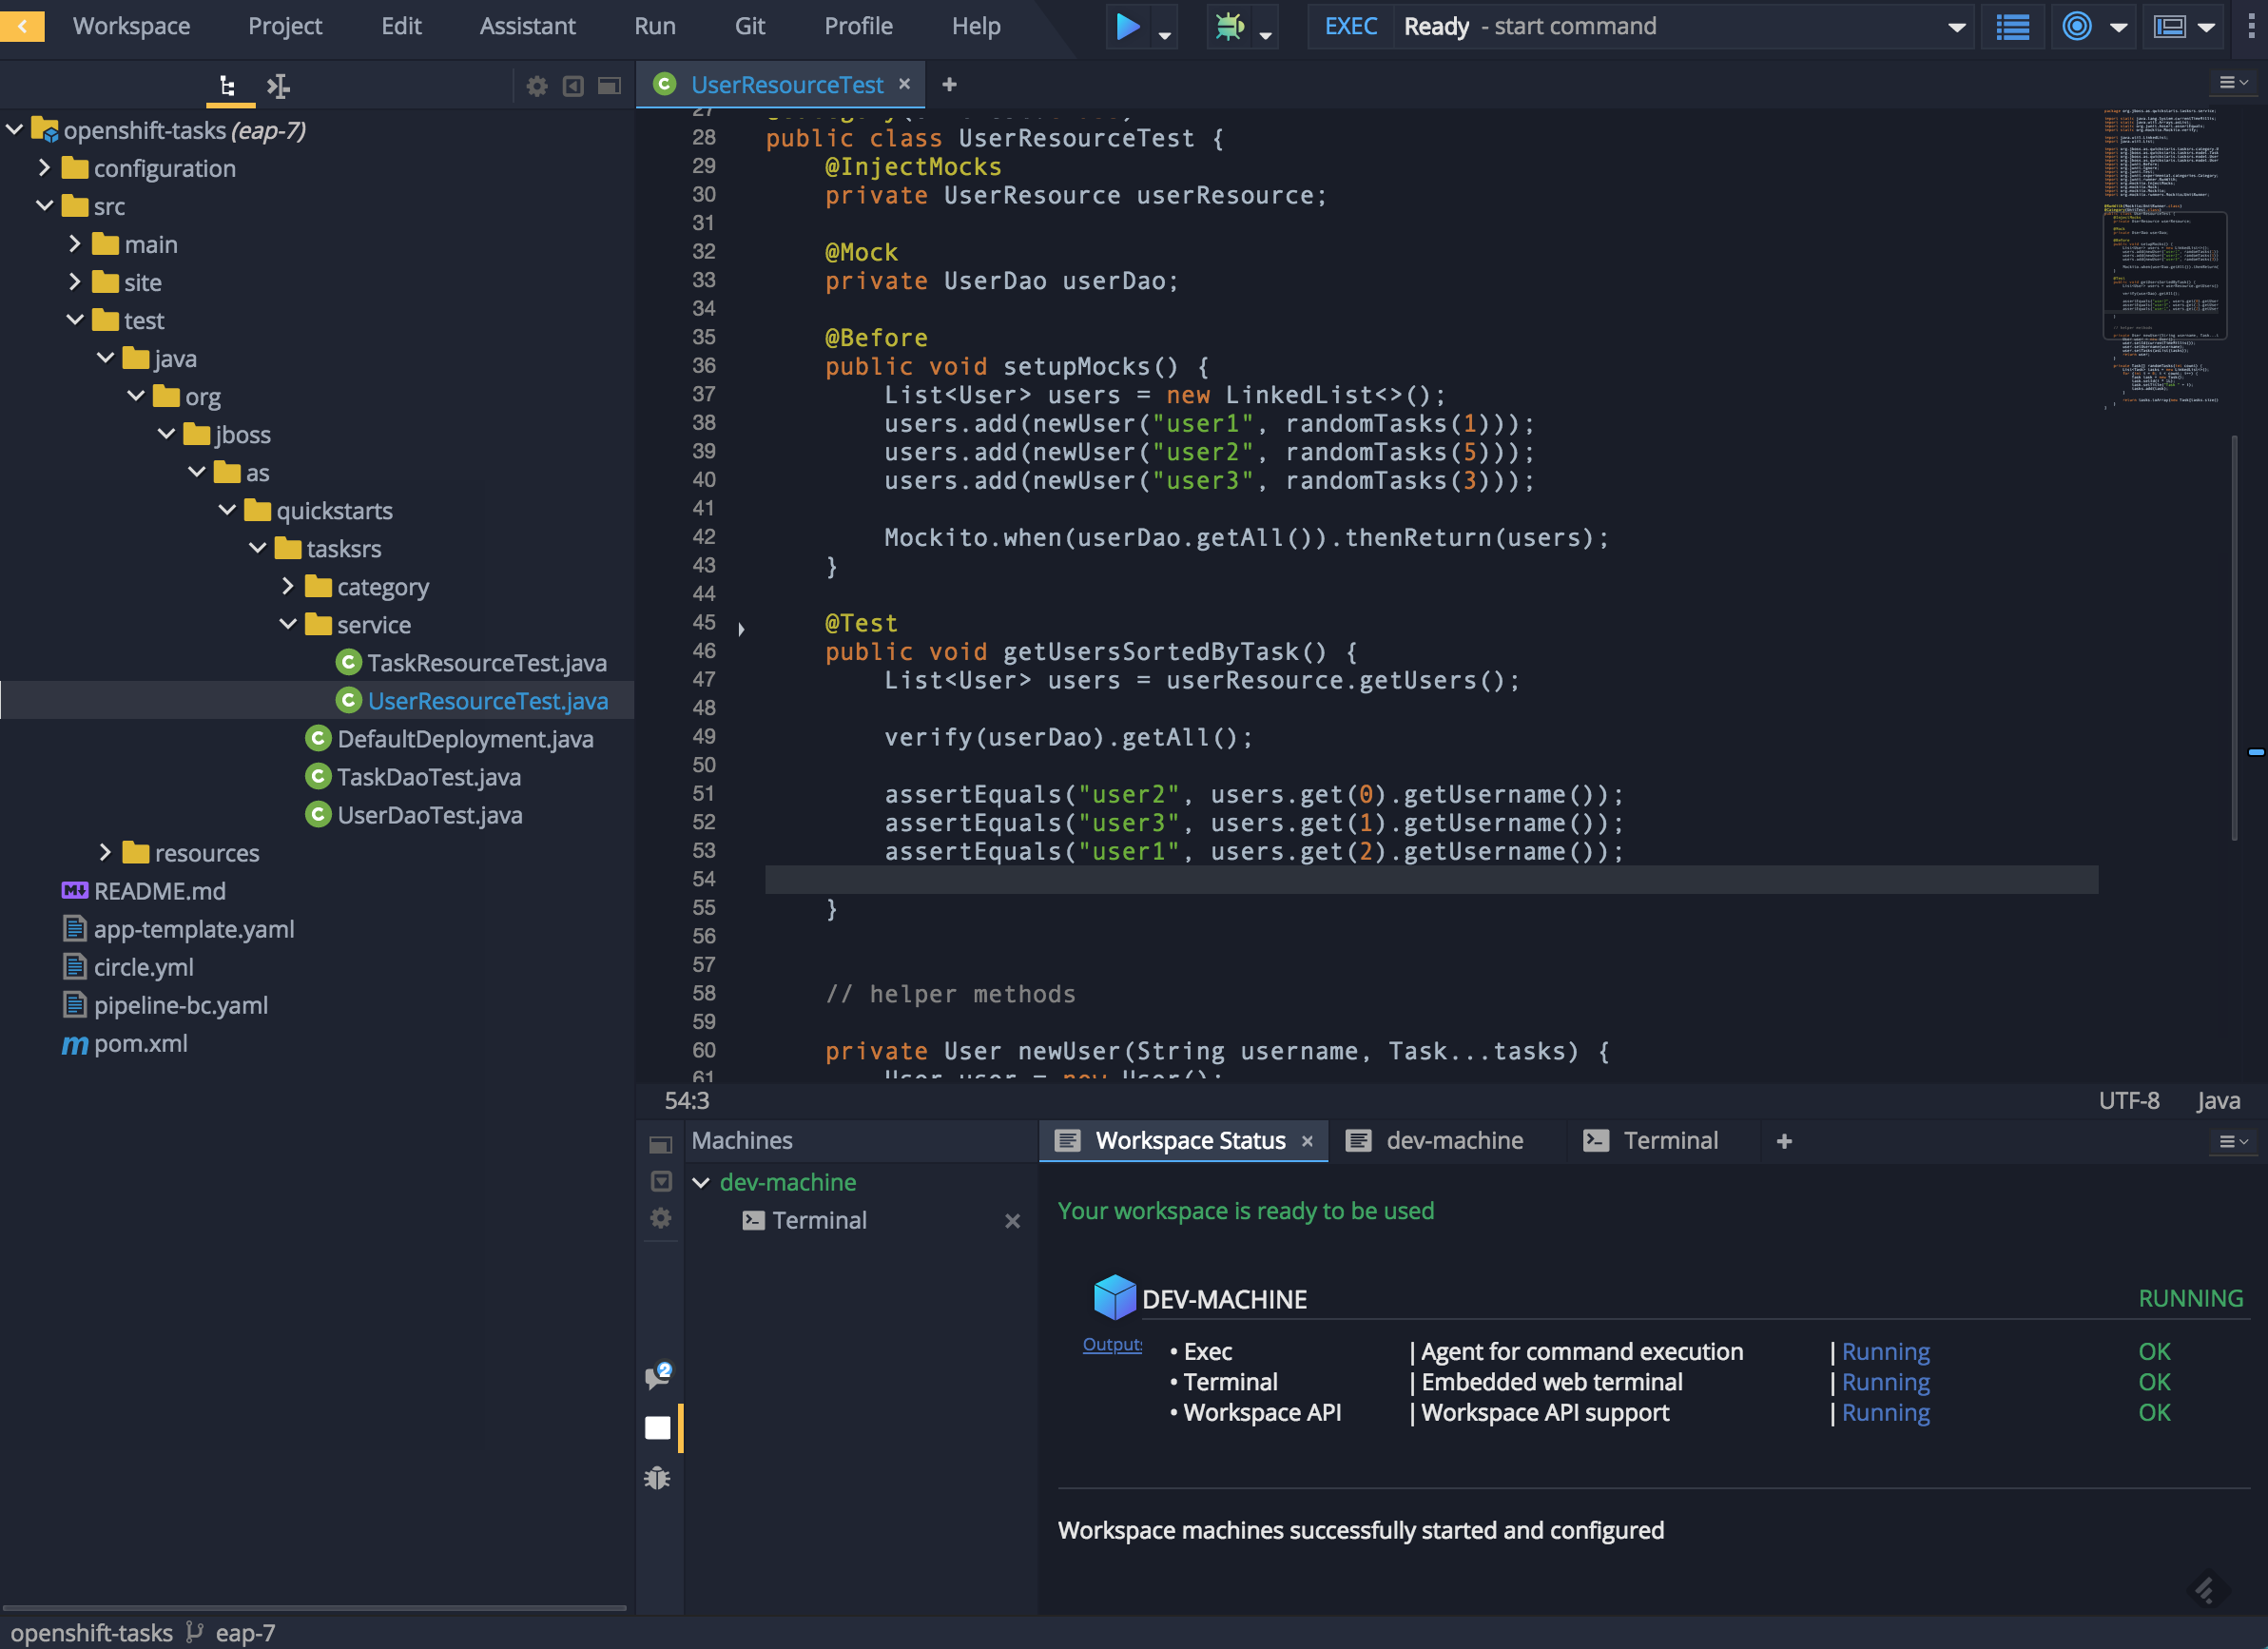 Workspace Project Edit Assistant Run Git Profile Help EXEC Ready - start command
UserResourceTest
openshift-tasks (eap-7)
configuration
src
main
site
test
java
org
jboss
as
quickstarts
tasksrs
category
service
TaskResourceTest.java
UserResourceTest.java
DefaultDeployment.java
TaskDaoTest.java
UserDaoTest.java
resources
README.md
app-template.yaml
circle.yml
pipeline-bc.yaml
pom.xml
27
28 public class UserResourceTest {
29 @InjectMocks
30 private UserResource userResource;
31
32 @Mock
33 private UserDao userDao;
34
35 @Before
36 public void setupMocks() {
37 List<User> users = new LinkedList<>();
38 users.add(newUser("user1", randomTasks(1)));
39 users.add(newUser("user2", randomTasks(5)));
40 users.add(newUser("user3", randomTasks(3)));
41
42 Mockito.when(userDao.getAll()).thenReturn(users);
43 }
44
45 @Test
46 public void getUsersSortedByTask() {
47 List<User> users = userResource.getUsers();
48
49 verify(userDao).getAll();
50
51 assertEquals("user2", users.get(0).getUsername());
52 assertEquals("user3", users.get(1).getUsername());
53 assertEquals("user1", users.get(2).getUsername());
54
55 }
56
57
58 // helper methods
59
60 private User newUser(String username, Task...tasks) {
61 User user = new User();
54:3 UTF-8 Java
Machines
dev-machine
Terminal
Workspace Status dev-machine Terminal
Your workspace is ready to be used
DEV-MACHINE RUNNING
Outputs
• Exec | Agent for command execution | Running OK
• Terminal | Embedded web terminal | Running OK
• Workspace API | Workspace API support | Running OK
Workspace machines successfully started and configured
2
openshift-tasks eap-7